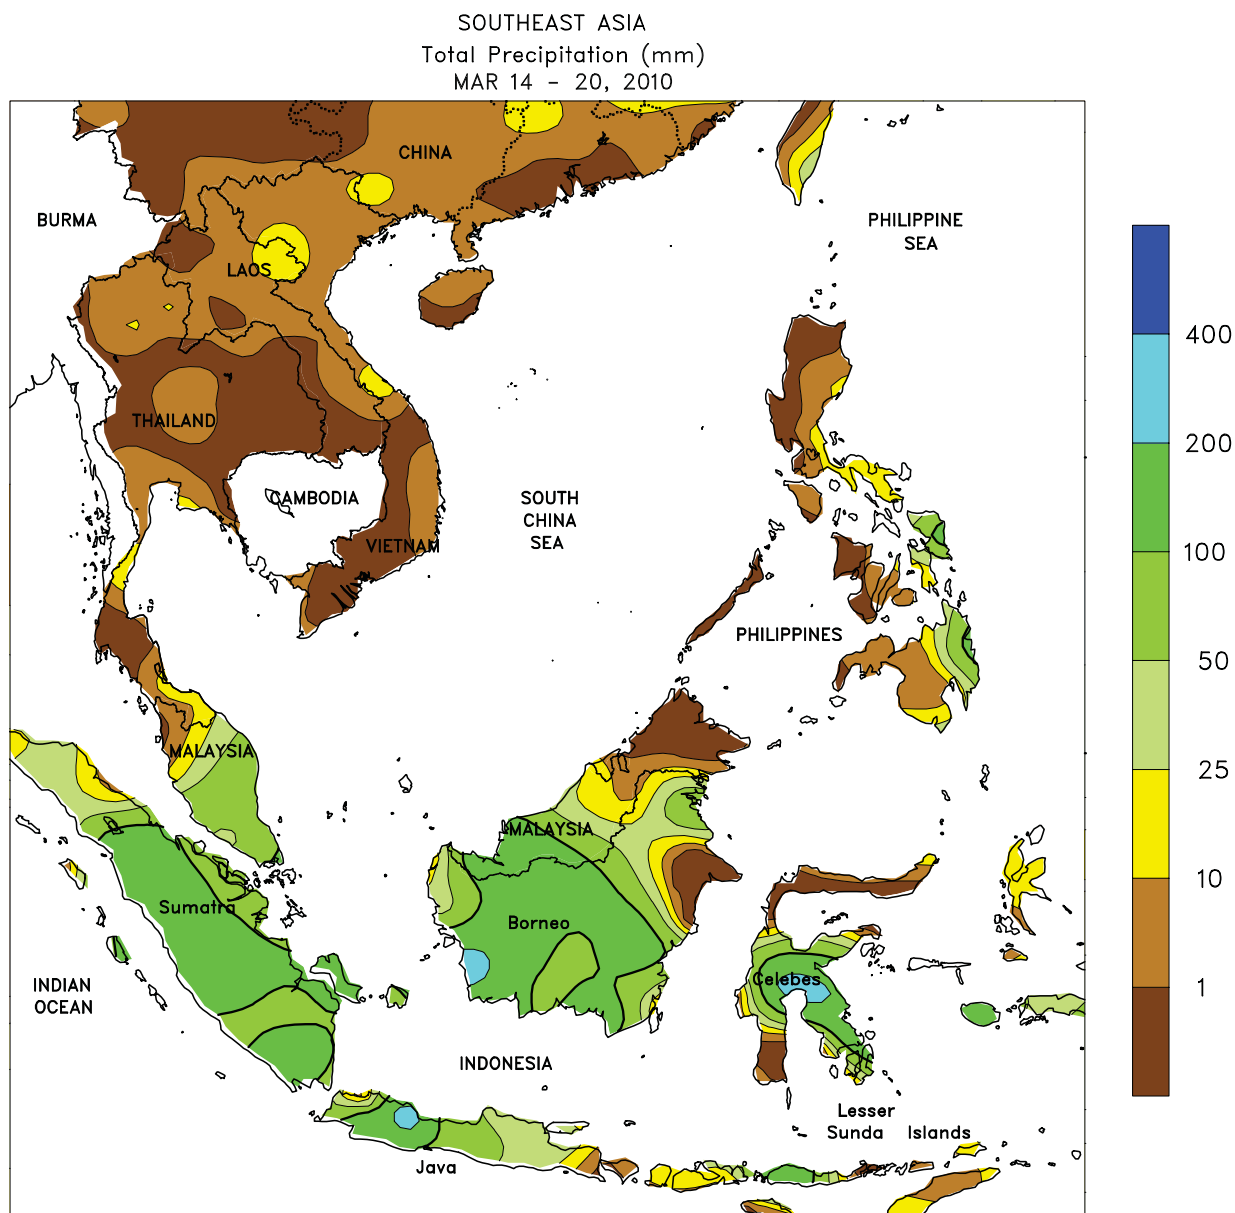 SOUTHEAST ASIA
Total Precipitation (mm)
MAR 14 - 20, 2010
CHINA
BURMA
PHILIPPINE
SEA
LAOS
400
THAILAND
200
CAMBODIA
SOUTH
CHINA
SEA
VIETNAM
100
PHILIPPINES
50
MALAYSIA
25
MALAYSIA
10
Sumatra
Borneo
Celebes
INDIAN
OCEAN
1
INDONESIA
Lesser
Sunda Islands
Java